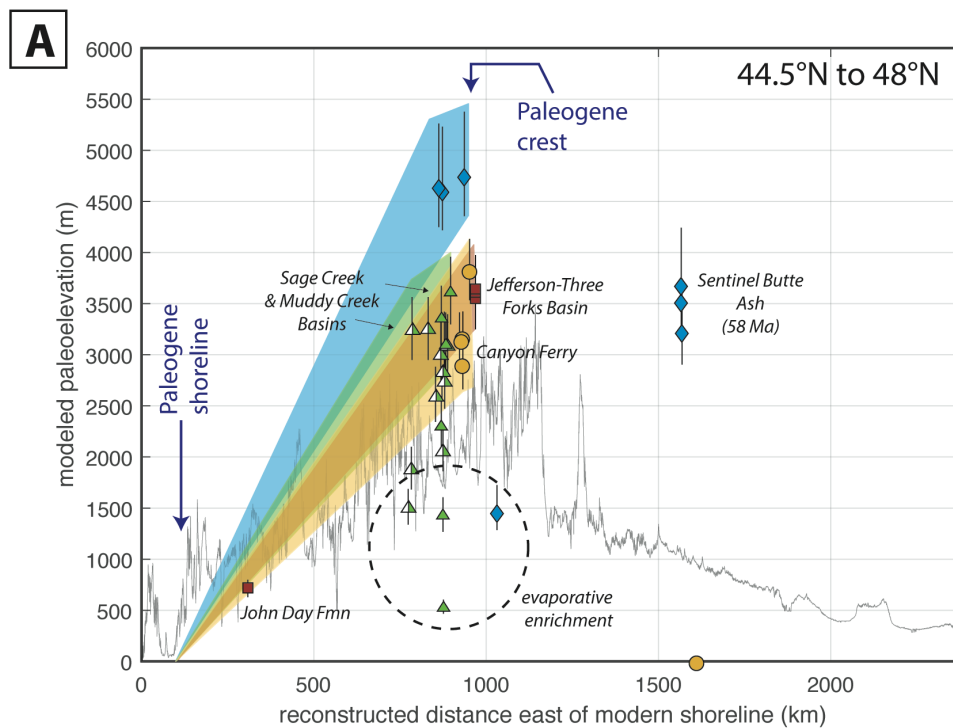 A
44.5°N to 48°N
Paleogene
crest
Sage Creek
& Muddy Creek
Basins
Jefferson-Three
Forks Basin
Sentinel Butte
Ash
(58 Ma)
Canyon Ferry
Paleogene
shoreline
John Day Fmn
evaporative
enrichment
modeled paleoelevation (m)
6000
5500
5000
4500
4000
3500
3000
2500
2000
1500
1000
500
0
0 500 1000 1500 2000
reconstructed distance east of modern shoreline (km)